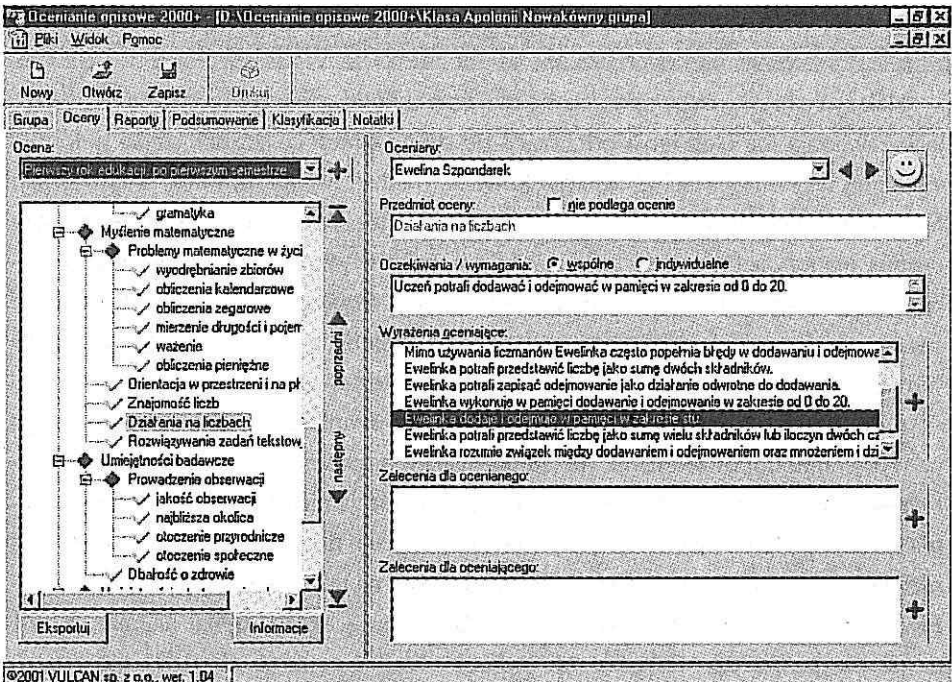 Ocenianie opisowe 2000+ - [D:\Ocenianie opisowe 2000+\Klasa Apolonii Nowakówny.grupa]
Pliki Widok Pomoc
Nowy Otwórz Zapisz Drukuj
Grupa Oceny Raporty Podsumowanie Klasyfikacja Notatki
Ocena:
Pierwszy rok edukacji, po pierwszym semestrze
gramatyka
Myślenie matematyczne
Problemy matematyczne w życi
wyodrębnianie zbiorów
obliczenia kalendarzowe
obliczenia zegarowe
mierzenie długości i pojem
ważenie
obliczenia pieniężne
Orientacja w przestrzeni i na pł
Znajomość liczb
Działania na liczbach
Rozwiązywanie zadań tekstow
Umiejętności badawcze
Prowadzenie obserwacji
jakość obserwacji
najbliższa okolica
otoczenie przyrodnicze
otoczenie społeczne
Dbałość o zdrowie
Eksportuj Informacje
poprzedni
następny
Oceniany:
Ewelina Szpondarek
Przedmiot oceny: nie podlega ocenie
Działania na liczbach
Oczekiwania / wymagania: wspólne indywidualne
Uczeń potrafi dodawać i odejmować w pamięci w zakresie od 0 do 20.
Wyrażenia oceniające:
Mimo używania liczmanów Ewelinka często popełnia błędy w dodawaniu i odejmowa
Ewelinka potrafi przedstawić liczbę jako sumę dwóch składników.
Ewelinka potrafi zapisać odejmowanie jako działanie odwrotne do dodawania.
Ewelinka wykonuje w pamięci dodawanie i odejmowanie w zakresie od 0 do 20.
Ewelinka dodaje i odejmuje w pamięci w zakresie stu.
Ewelinka potrafi przedstawić liczbę jako sumę wielu składników lub iloczyn dwóch cz
Ewelinka rozumie związek między dodawaniem i odejmowaniem oraz mnożeniem i dzi
Zalecenia dla ocenianego:
Zalecenia dla oceniającego:
©2001 VULCAN sp. z o.o., wer. 1.04